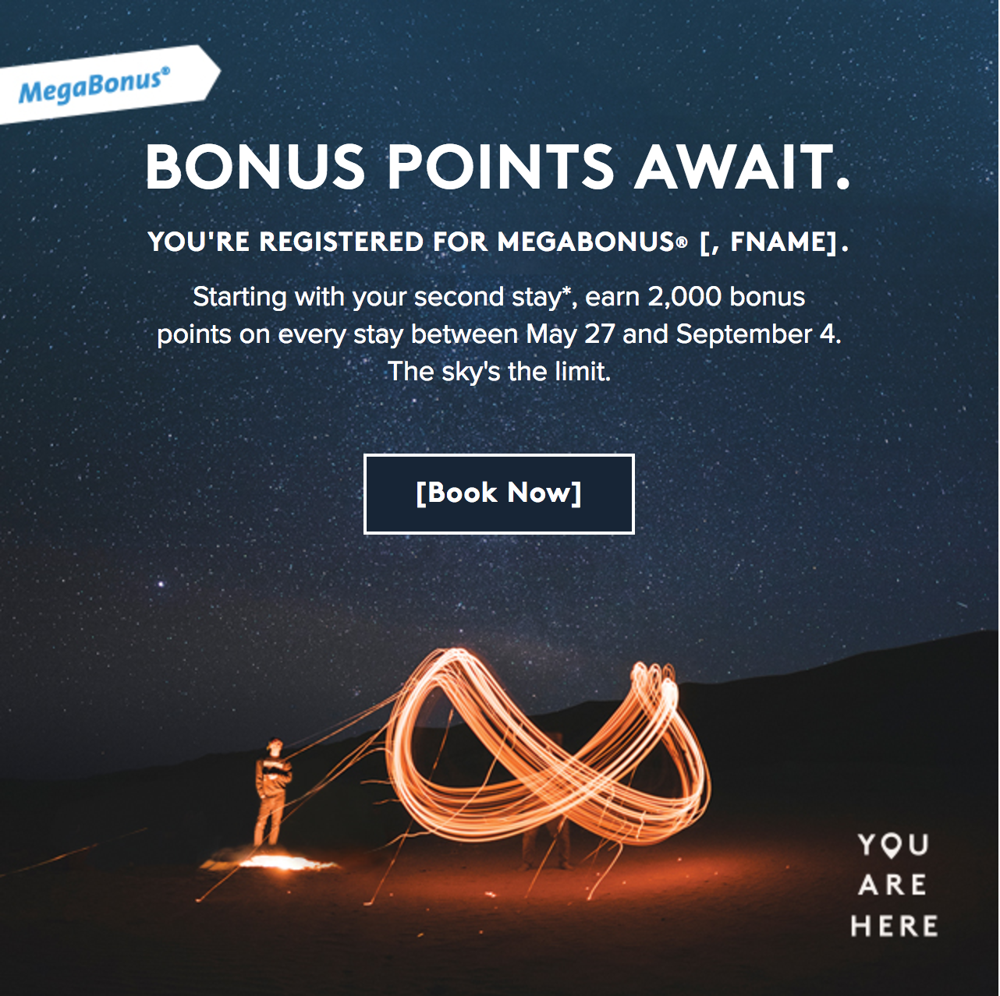 MegaBonus®
BONUS POINTS AWAIT.
YOU'RE REGISTERED FOR MEGABONUS® [, FNAME].
Starting with your second stay*, earn 2,000 bonus
points on every stay between May 27 and September 4.
The sky's the limit.
[Book Now]
YOU
ARE
HERE